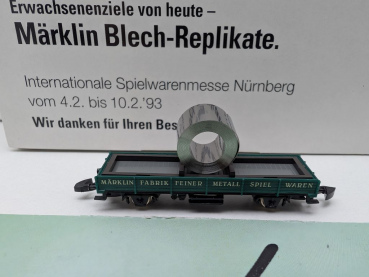 Erwachsenenziele von heute –
Märklin Blech-Replikate.
Internationale Spielwarenmesse Nürnberg
vom 4.2. bis 10.2.'93
Wir danken für Ihren Bes
MÄRKLIN FABRIK FEINER METALL SPIEL WAREN